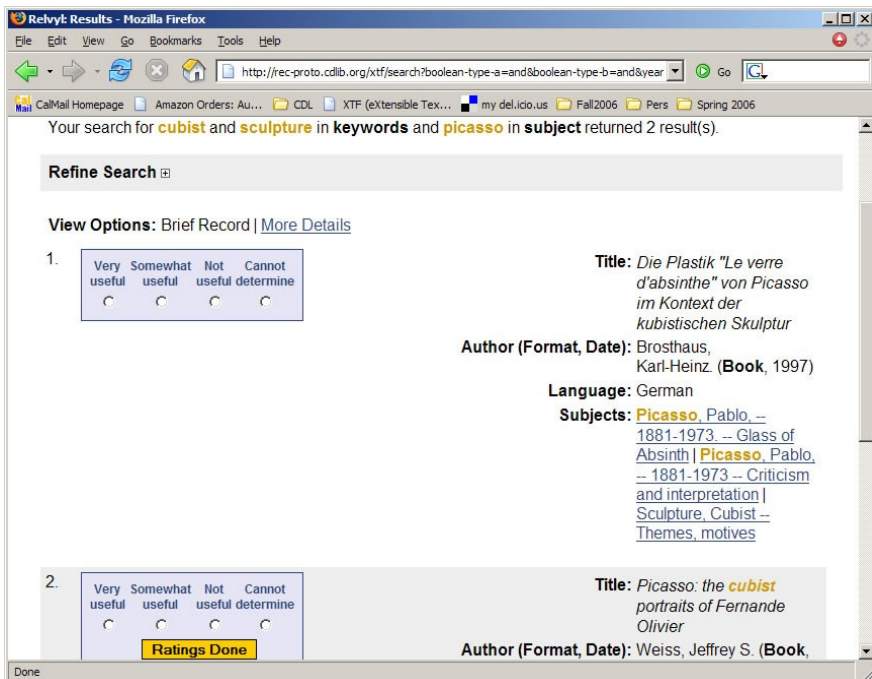 Relvyl: Results - Mozilla Firefox
File Edit View Go Bookmarks Tools Help
http://rec-proto.cdlib.org/xtf/search?boolean-type-a=and&boolean-type-b=and&year Go G
Cal Mail CalMail Homepage Amazon Orders: Au... CDL XTF (eXtensible Tex... my del.icio.us Fall2006 Pers Spring 2006
Your search for cubist and sculpture in keywords and picasso in subject returned 2 result(s).
Refine Search
View Options: Brief Record | More Details
1.
Very Somewhat Not Cannot
useful useful useful determine
Title: Die Plastik "Le verre
d'absinthe" von Picasso
im Kontext der
kubistischen Skulptur
Author (Format, Date): Brosthaus,
Karl-Heinz. (Book, 1997)
Language: German
Subjects: Picasso, Pablo, --
1881-1973. -- Glass of
Absinth | Picasso, Pablo,
-- 1881-1973 -- Criticism
and interpretation |
Sculpture, Cubist --
Themes, motives
2.
Very Somewhat Not Cannot
useful useful useful determine
Ratings Done
Title: Picasso: the cubist
portraits of Fernande
Olivier
Author (Format, Date): Weiss, Jeffrey S. (Book,
Done